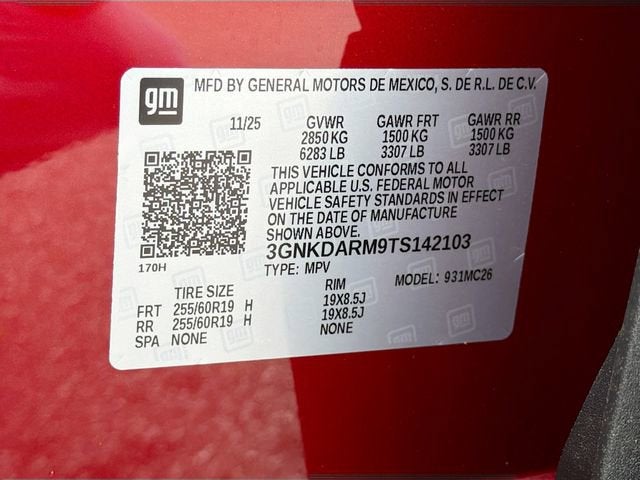 gm
MFD BY GENERAL MOTORS DE MEXICO, S. DE R.L. DE C.V.
11/25 GVWR GAWR FRT GAWR RR
2850 KG 1500 KG 1500 KG
6283 LB 3307 LB 3307 LB
THIS VEHICLE CONFORMS TO ALL
APPLICABLE U.S. FEDERAL MOTOR
VEHICLE SAFETY STANDARDS IN EFFECT
ON THE DATE OF MANUFACTURE
SHOWN ABOVE.
3GNKDARM9TS142103
170H
TYPE: MPV MODEL: 931MC26
TIRE SIZE RIM
FRT 255/60R19 H 19X8.5J
RR 255/60R19 H 19X8.5J
SPA NONE NONE